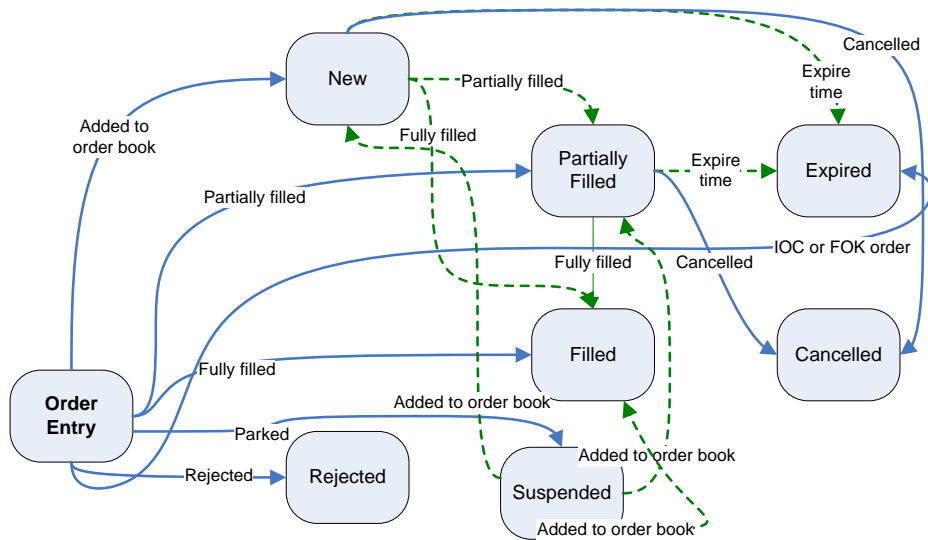 Cancelled
New
Partially filled
Expire
time
Added to
order book
Fully filled
Partially
Filled
Expire
time
Expired
Partially filled
IOC or FOK order
Fully filled
Cancelled
Filled
Cancelled
Fully filled
Order
Entry
Added to order book
Parked
Added to order book
Rejected
Rejected
Suspended
Added to order book